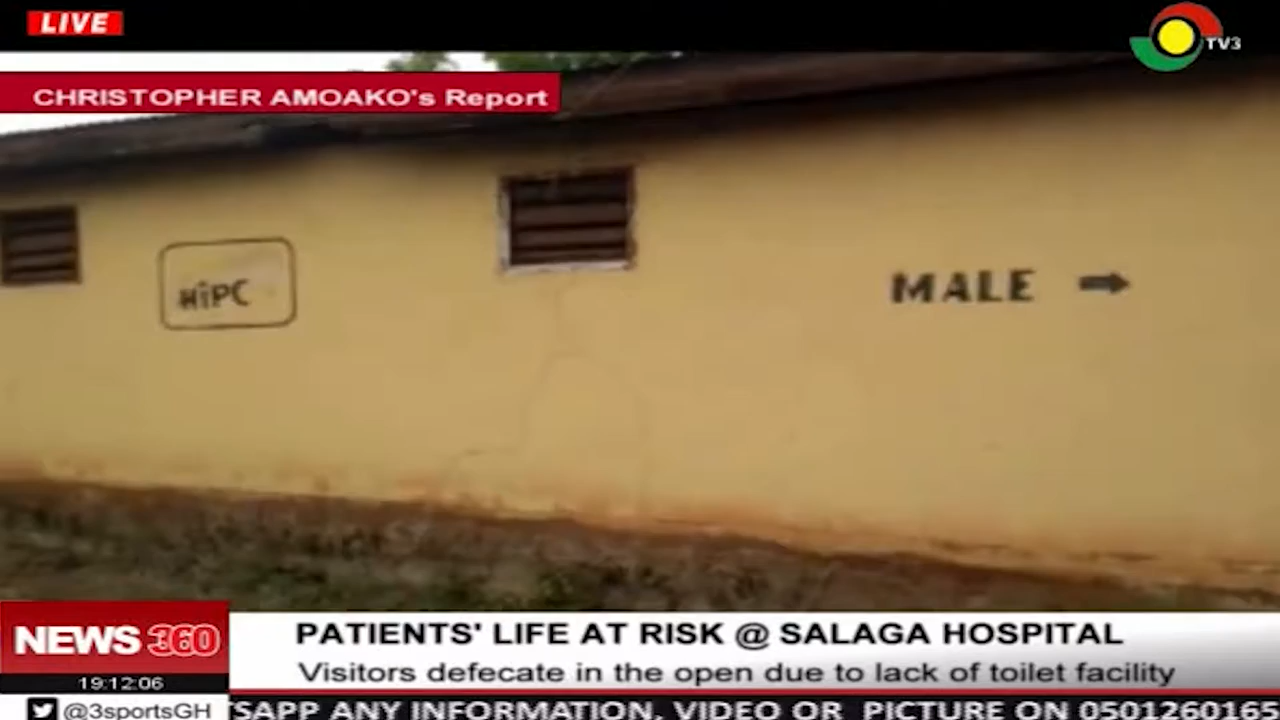 LIVE
TV3
CHRISTOPHER AMOAKO's Report
HiPC
MALE
NEWS 360
PATIENTS' LIFE AT RISK @ SALAGA HOSPITAL
Visitors defecate in the open due to lack of toilet facility
19:12:06
@3sportsGH
TSAPP ANY INFORMATION, VIDEO OR PICTURE ON 0501260165